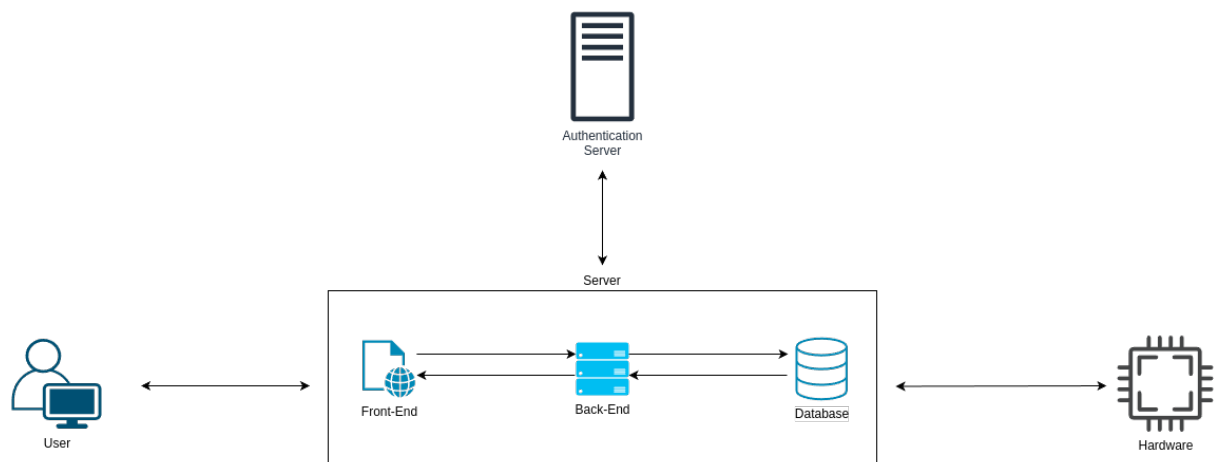 Authentication
Server
Server
Front-End
Back-End
Database
User
Hardware